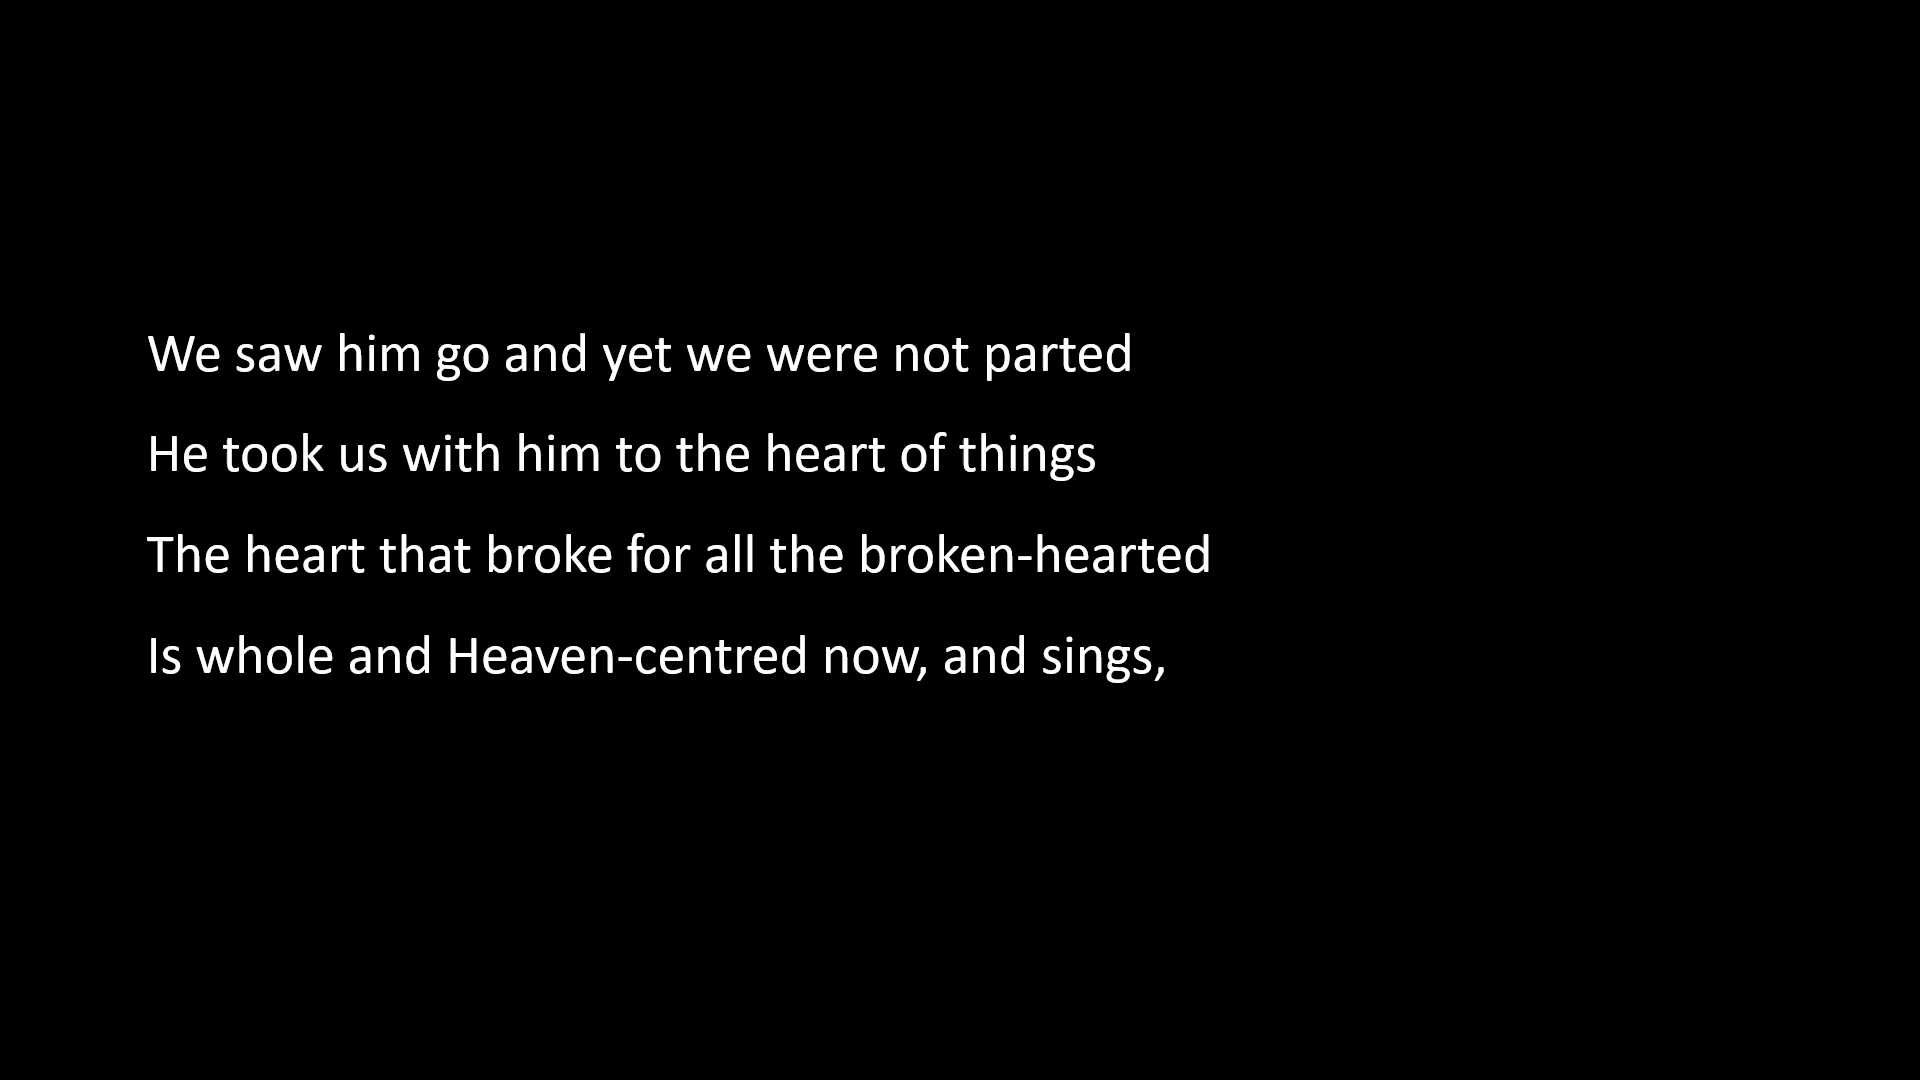 We saw him go and yet we were not parted
He took us with him to the heart of things
The heart that broke for all the broken-hearted
Is whole and Heaven-centred now, and sings,